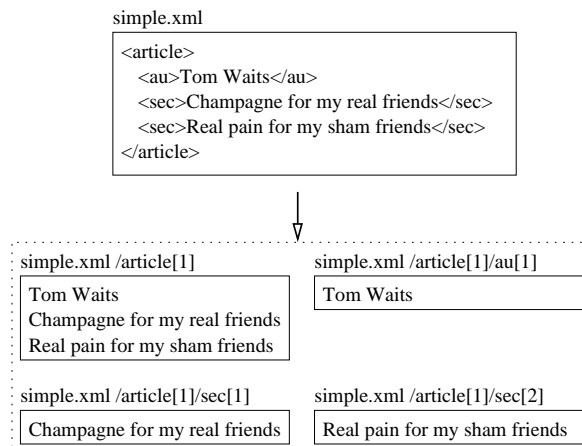 simple.xml
<article>
<au>Tom Waits</au>
<sec>Champagne for my real friends</sec>
<sec>Real pain for my sham friends</sec>
</article>
simple.xml /article[1]
Tom Waits
Champagne for my real friends
Real pain for my sham friends
simple.xml /article[1]/au[1]
Tom Waits
simple.xml /article[1]/sec[1]
Champagne for my real friends
simple.xml /article[1]/sec[2]
Real pain for my sham friends